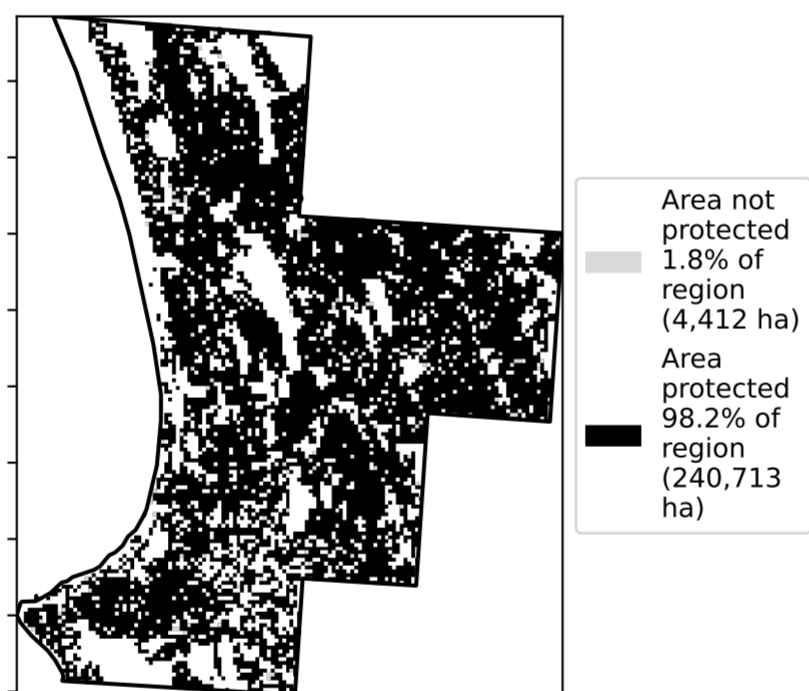 Area not
protected
1.8% of
region
(4,412 ha)
Area
protected
98.2% of
region
(240,713
ha)